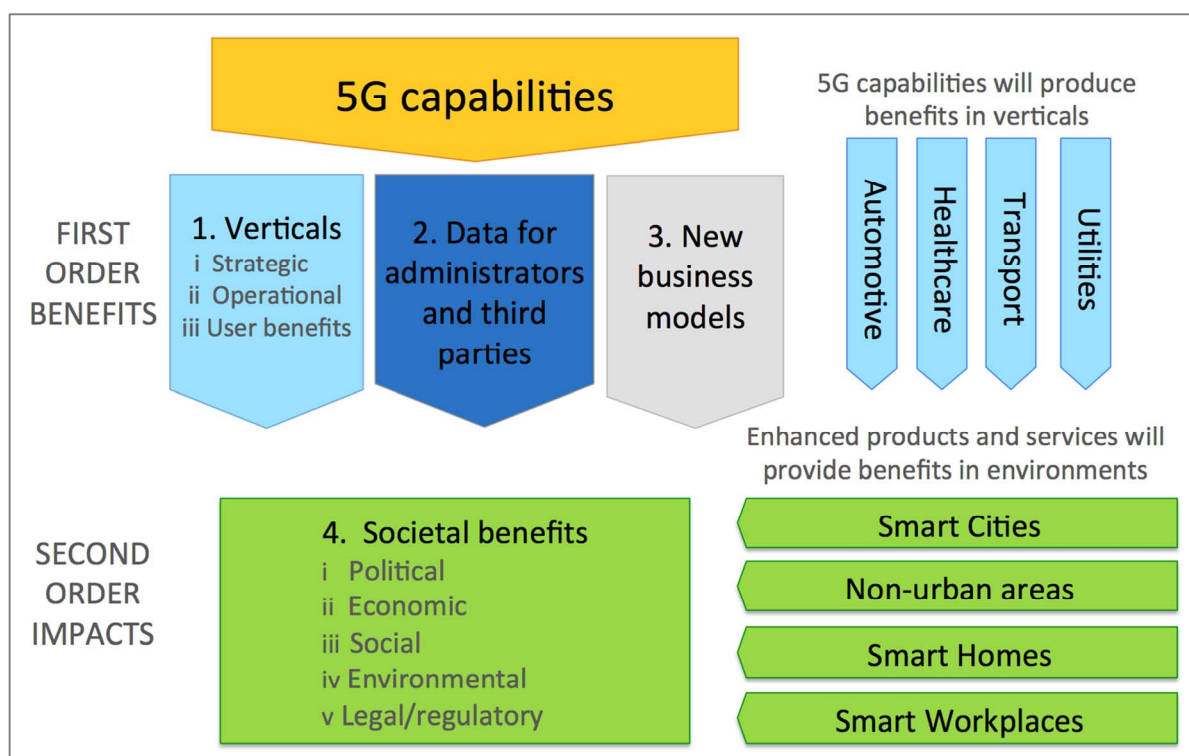 5G capabilities
5G capabilities will produce
benefits in verticals
FIRST
ORDER
BENEFITS
1. Verticals
i Strategic
ii Operational
iii User benefits
2. Data for
administrators
and third
parties
3. New
business
models
Automotive
Healthcare
Transport
Utilities
Enhanced products and services will
provide benefits in environments
SECOND
ORDER
IMPACTS
4. Societal benefits
i Political
ii Economic
iii Social
iv Environmental
v Legal/regulatory
Smart Cities
Non-urban areas
Smart Homes
Smart Workplaces